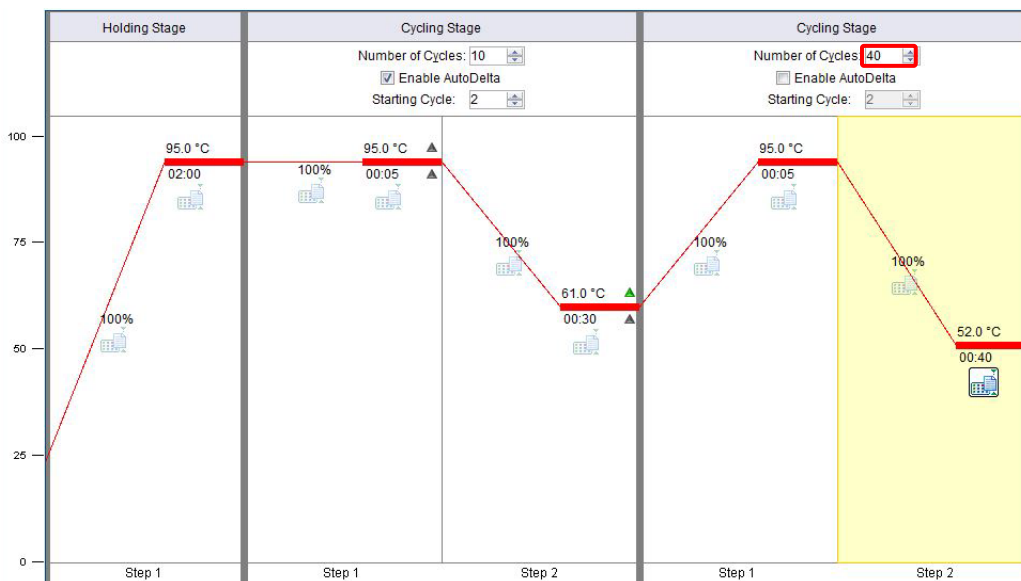 Holding Stage
Cycling Stage
Cycling Stage
Number of Cycles: 10
Enable AutoDelta
Starting Cycle: 2
Number of Cycles 40
Enable AutoDelta
Starting Cycle: 2
100
75
50
25
0
100%
95.0 °C
02:00
100%
95.0 °C
00:05
100%
61.0 °C
00:30
100%
95.0 °C
00:05
100%
52.0 °C
00:40
Step 1
Step 1
Step 2
Step 1
Step 2